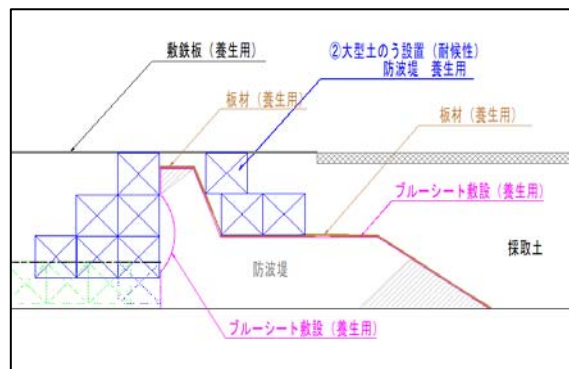 敷鉄板（養生用）
②大型土のう設置（耐候性）
防波堤　養生用
板材（養生用）
板材（養生用）
ブルーシート敷設（養生用）
採取土
防波堤
ブルーシート敷設（養生用）